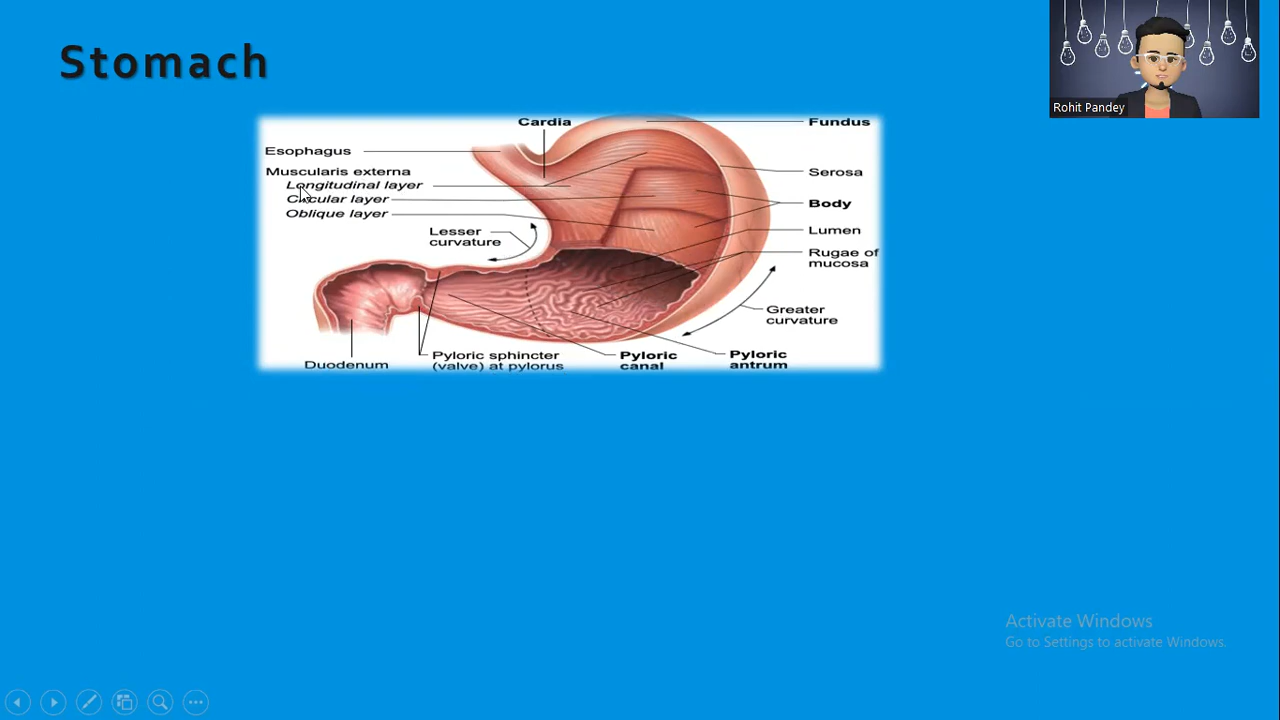 Stomach
Rohit Pandey
Cardia
Fundus
Esophagus
Muscularis externa
Longitudinal layer
Circular layer
Oblique layer
Serosa
Body
Lesser
curvature
Lumen
Rugae of
mucosa
Greater
curvature
Duodenum
Pyloric sphincter
(valve) at pylorus
Pyloric
canal
Pyloric
antrum
Activate Windows
Go to Settings to activate Windows.